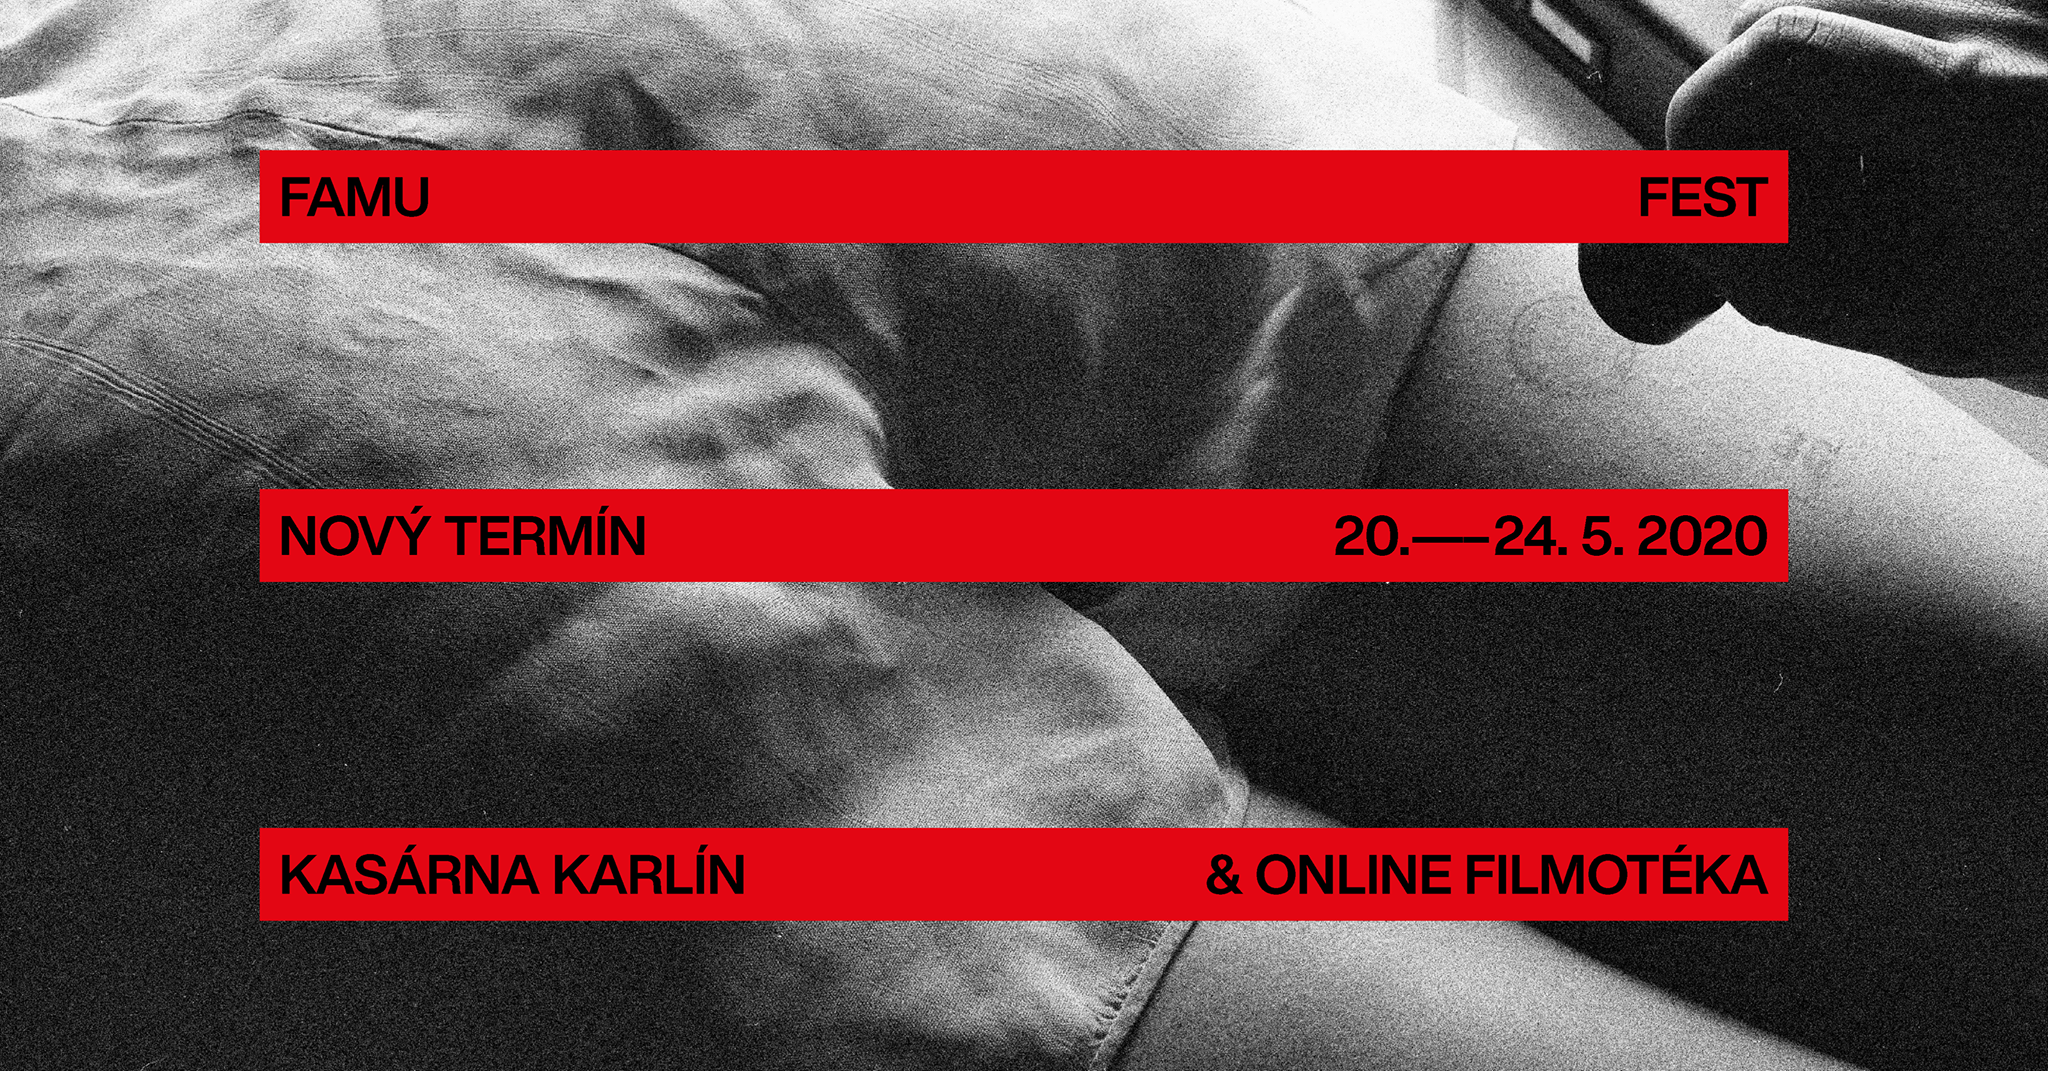 FAMU FEST
NOVÝ TERMÍN 20.—–24. 5. 2020
KASÁRNA KARLÍN & ONLINE FILMOTÉKA